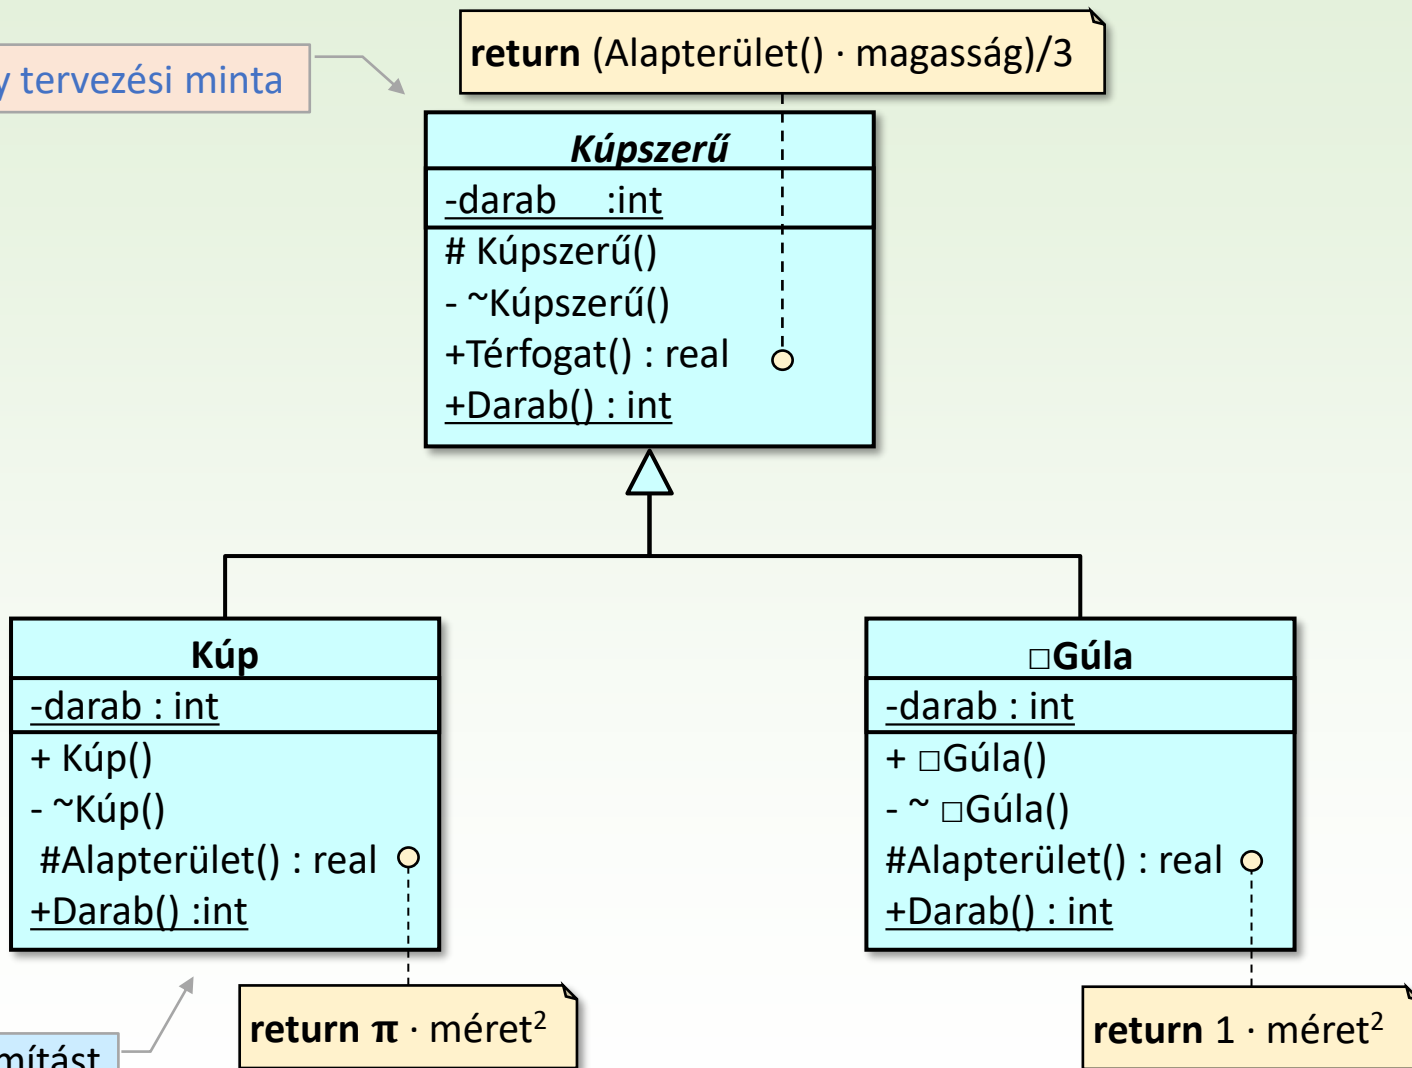 return (Alapterület() · magasság)/3
tervezési minta
Kúpszerű
-darab :int
# Kúpszerű()
- ~Kúpszerű()
+Térfogat() : real
+Darab() : int
Kúp
-darab : int
+ Kúp()
- ~Kúp()
#Alapterület() : real
+Darab() :int
□Gúla
-darab : int
+ □Gúla()
- ~ □Gúla()
#Alapterület() : real
+Darab() : int
return π · méret²
return 1 · méret²